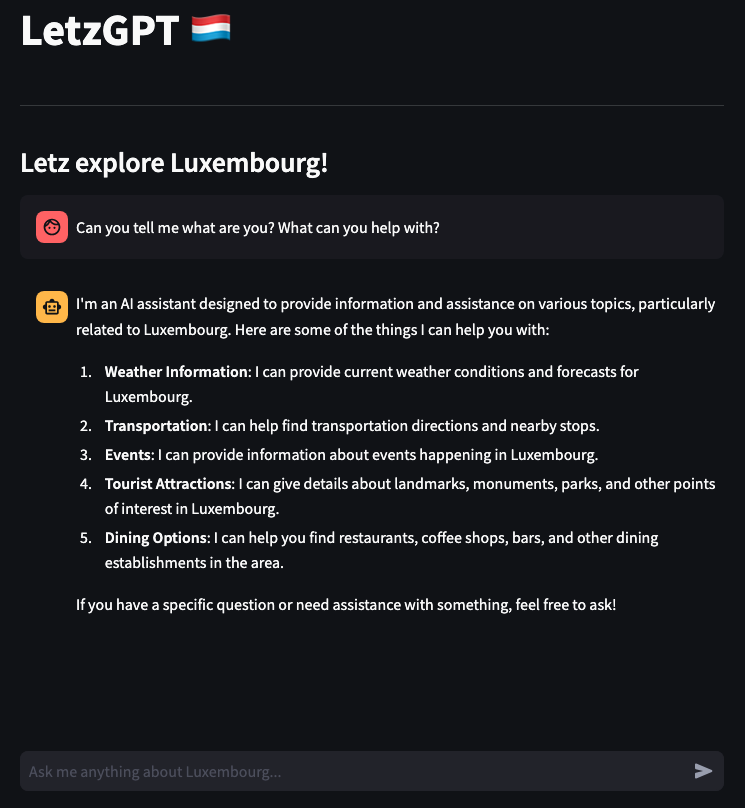 LetzGPT 🇱🇺
Letz explore Luxembourg!
Can you tell me what are you? What can you help with?
I'm an AI assistant designed to provide information and assistance on various topics, particularly
related to Luxembourg. Here are some of the things I can help you with:
1. Weather Information: I can provide current weather conditions and forecasts for
Luxembourg.
2. Transportation: I can help find transportation directions and nearby stops.
3. Events: I can provide information about events happening in Luxembourg.
4. Tourist Attractions: I can give details about landmarks, monuments, parks, and other points
of interest in Luxembourg.
5. Dining Options: I can help you find restaurants, coffee shops, bars, and other dining
establishments in the area.
If you have a specific question or need assistance with something, feel free to ask!
Ask me anything about Luxembourg...